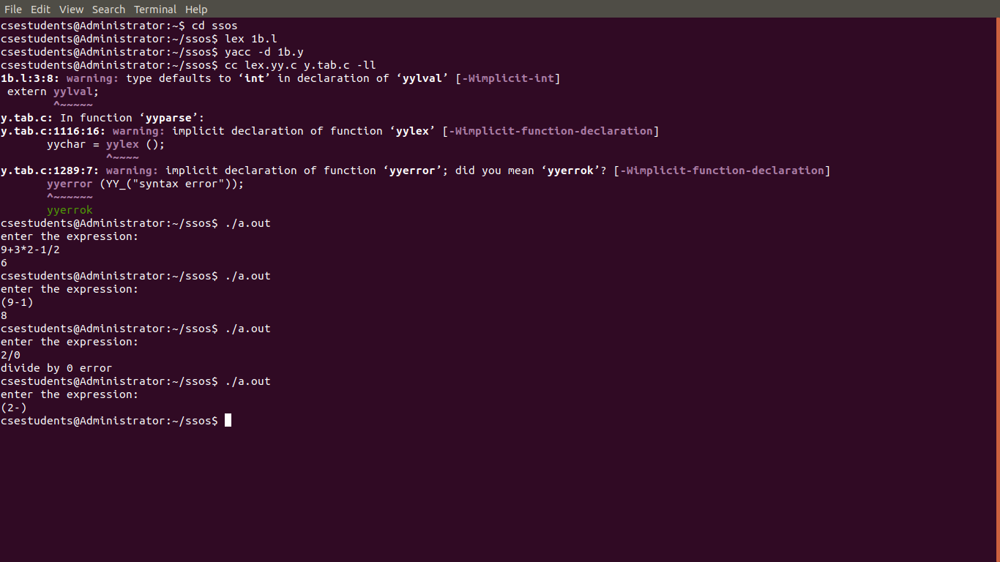 File Edit View Search Terminal Help
csestudents@Administrator:~$ cd ssos
csestudents@Administrator:~/ssos$ lex 1b.l
csestudents@Administrator:~/ssos$ yacc -d 1b.y
csestudents@Administrator:~/ssos$ cc lex.yy.c y.tab.c -ll
1b.l:3:8: warning: type defaults to ‘int’ in declaration of ‘yylval’ [-Wimplicit-int]
 extern yylval;
        ^~~~~~
y.tab.c: In function ‘yyparse’:
y.tab.c:1116:16: warning: implicit declaration of function ‘yylex’ [-Wimplicit-function-declaration]
       yychar = yylex ();
                ^~~~~
y.tab.c:1289:7: warning: implicit declaration of function ‘yyerror’; did you mean ‘yyerrok’? [-Wimplicit-function-declaration]
       yyerror (YY_("syntax error"));
       ^~~~~~~
       yyerrok
csestudents@Administrator:~/ssos$ ./a.out
enter the expression:
9+3*2-1/2
6
csestudents@Administrator:~/ssos$ ./a.out
enter the expression:
(9-1)
8
csestudents@Administrator:~/ssos$ ./a.out
enter the expression:
2/0
divide by 0 error
csestudents@Administrator:~/ssos$ ./a.out
enter the expression:
(2-)
csestudents@Administrator:~/ssos$